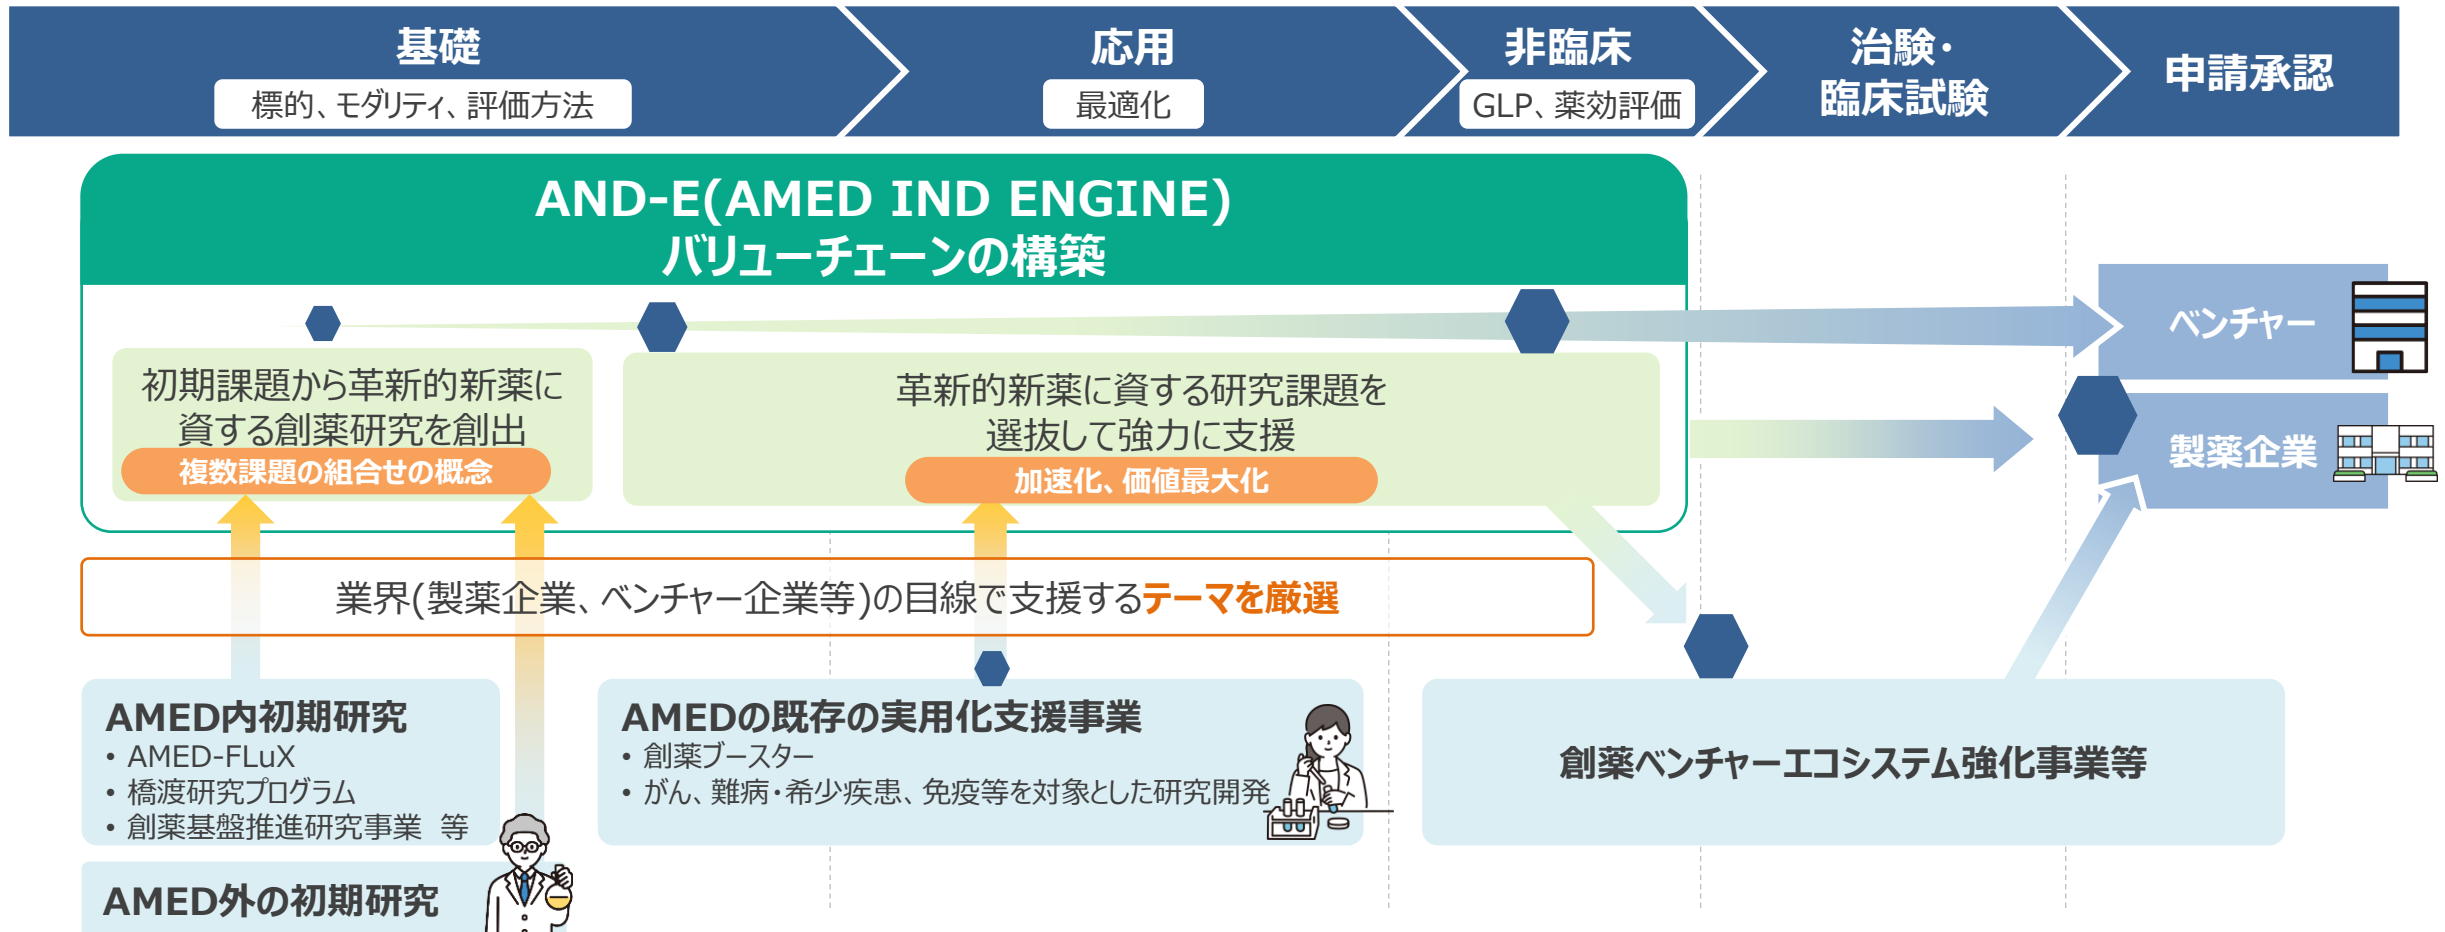 基礎
標的、モダリティ、評価方法
応用
最適化
非臨床
GLP、薬効評価
治験・
臨床試験
申請承認
AND-E(AMED IND ENGINE)
バリューチェーンの構築
初期課題から革新的新薬に
資する創薬研究を創出
複数課題の組合せの概念
革新的新薬に資する研究課題を
選抜して強力に支援
加速化、価値最大化
ベンチャー
製薬企業
業界(製薬企業、ベンチャー企業等)の目線で支援するテーマを厳選
AMED内初期研究
• AMED-FLuX
• 橋渡研究プログラム
• 創薬基盤推進研究事業 等
AMED外の初期研究
AMEDの既存の実用化支援事業
• 創薬ブースター
• がん、難病・希少疾患、免疫等を対象とした研究開発
創薬ベンチャーエコシステム強化事業等